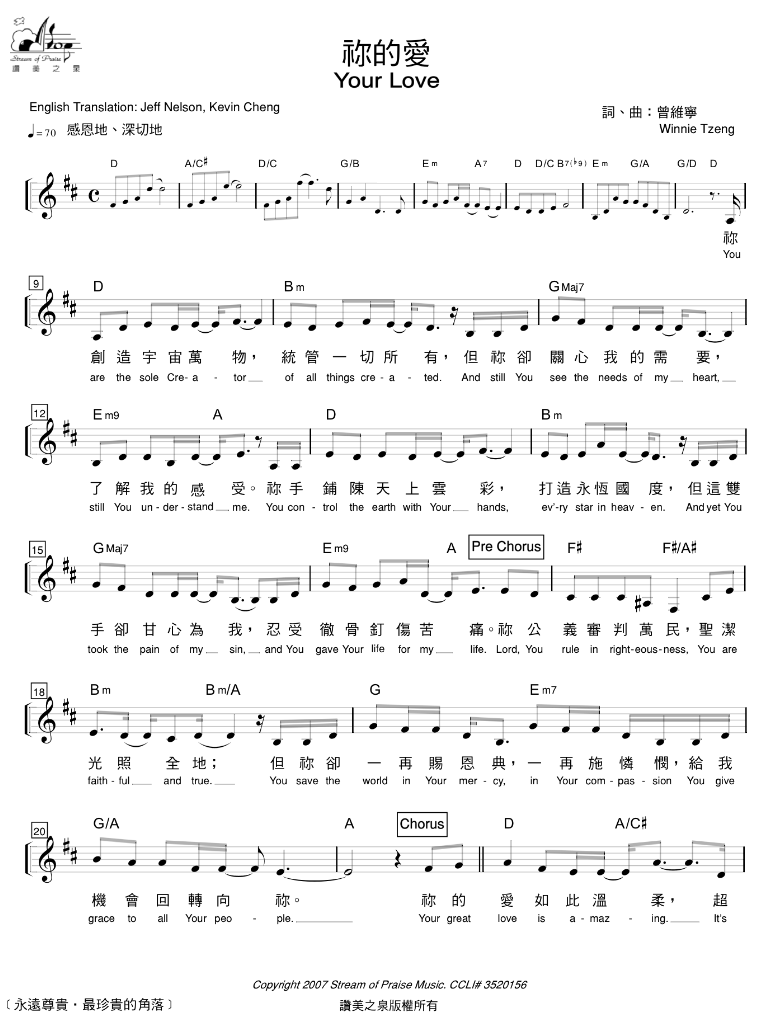 Stream of Praise
讚美之泉
祢的愛
Your Love
English Translation: Jeff Nelson, Kevin Cheng
詞、曲：曾維寧
♩=70 感恩地、深切地
Winnie Tzeng
D A/C♯ D/C G/B Em A7 D D/C B7(♭9) Em G/A G/D D
祢
You
9
D Bm GMaj7
創 造 宇 宙 萬 物， 統 管 一 切 所 有，但 祢 卻 關 心 我 的 需 要，
are the sole Cre-a-tor___ of all things cre-a-ted. And still You see the needs of my___ heart,___
12
Em9 A D Bm
了 解 我 的 感 受。祢 手 鋪 陳 天 上 雲 彩， 打 造 永 恆 國 度，但 這 雙
still You un-der-stand___ me. You con-trol the earth with Your___ hands, ev'-ry star in heav-en. And yet You
15
GMaj7 Em9 A Pre Chorus F♯ F♯/A♯
手 卻 甘 心 為 我，忍 受 徹 骨 釘 傷 苦 痛。祢 公 義 審 判 萬 民，聖 潔
took the pain of my___ sin,___ and You gave Your life for my___ life. Lord, You rule in right-eous-ness, You are
18
Bm Bm/A G Em7
光 照 全 地； 但 祢 卻 一 再 賜 恩 典，一 再 施 憐 憫，給 我
faith-ful___ and true.___ You save the world in Your mer-cy, in Your com-pas-sion You give
20
G/A A Chorus D A/C♯
機 會 回 轉 向 祢。 祢 的 愛 如 此 溫 柔， 超
grace to all Your peo-ple.___ Your great love is a-maz-ing.___ It's
Copyright 2007 Stream of Praise Music. CCLI# 3520156
﹝永遠尊貴・最珍貴的角落﹞
讚美之泉版權所有